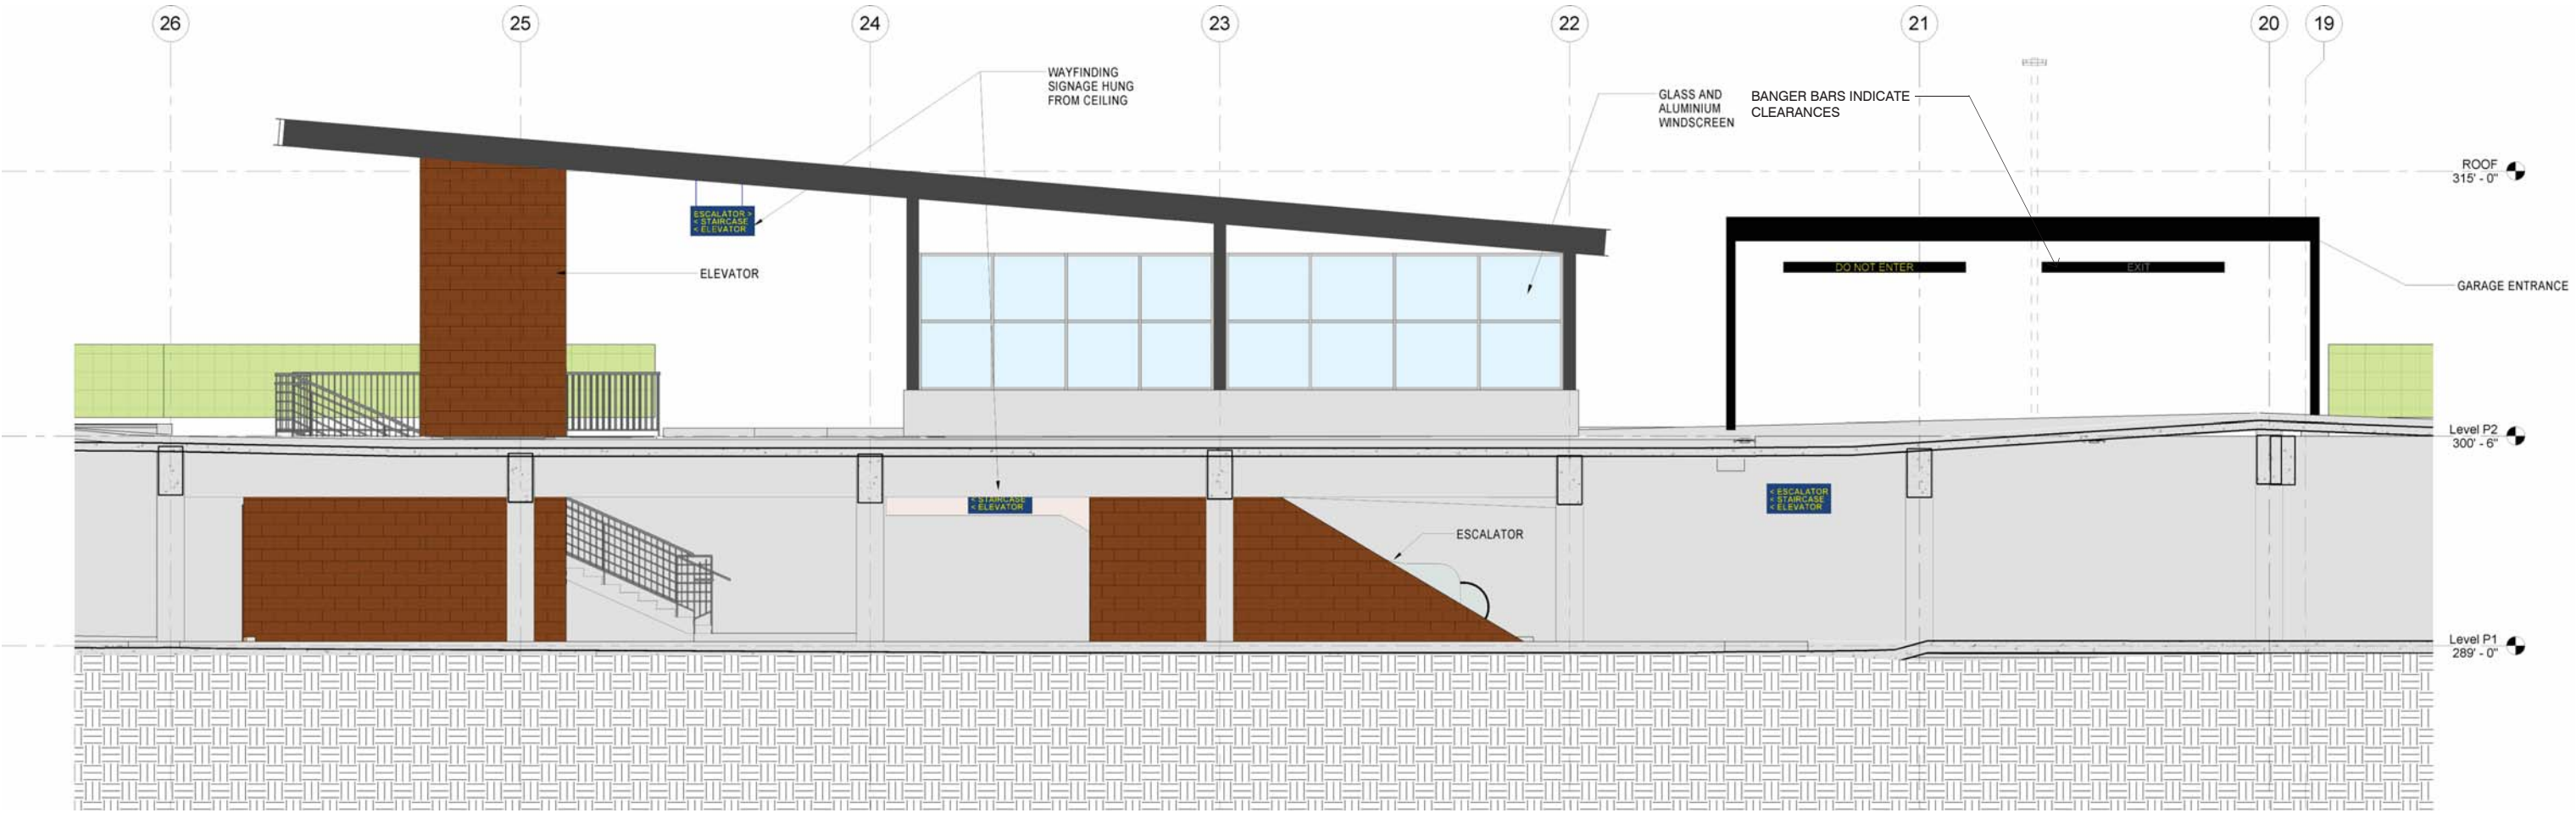 26
25
24
23
22
21
20
19
WAYFINDING
SIGNAGE HUNG
FROM CEILING
GLASS AND
ALUMINIUM
WINDSCREEN
BANGER BARS INDICATE
CLEARANCES
ROOF
315' - 0"
ESCALATOR >
< STAIRCASE
< ELEVATOR
ELEVATOR
DO NOT ENTER
EXIT
GARAGE ENTRANCE
Level P2
300' - 6"
< STAIRCASE
< ELEVATOR
< ESCALATOR
< STAIRCASE
< ELEVATOR
ESCALATOR
Level P1
289' - 0"